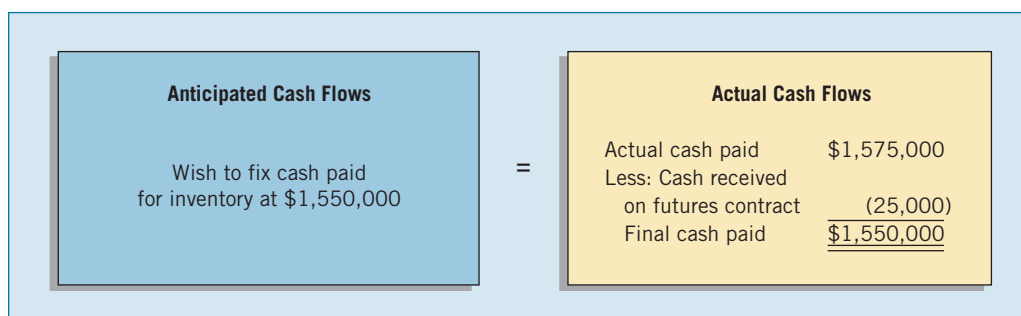 Anticipated Cash Flows
Wish to fix cash paid
for inventory at $1,550,000
=
Actual Cash Flows
Actual cash paid $1,575,000
Less: Cash received
on futures contract (25,000)
Final cash paid $1,550,000